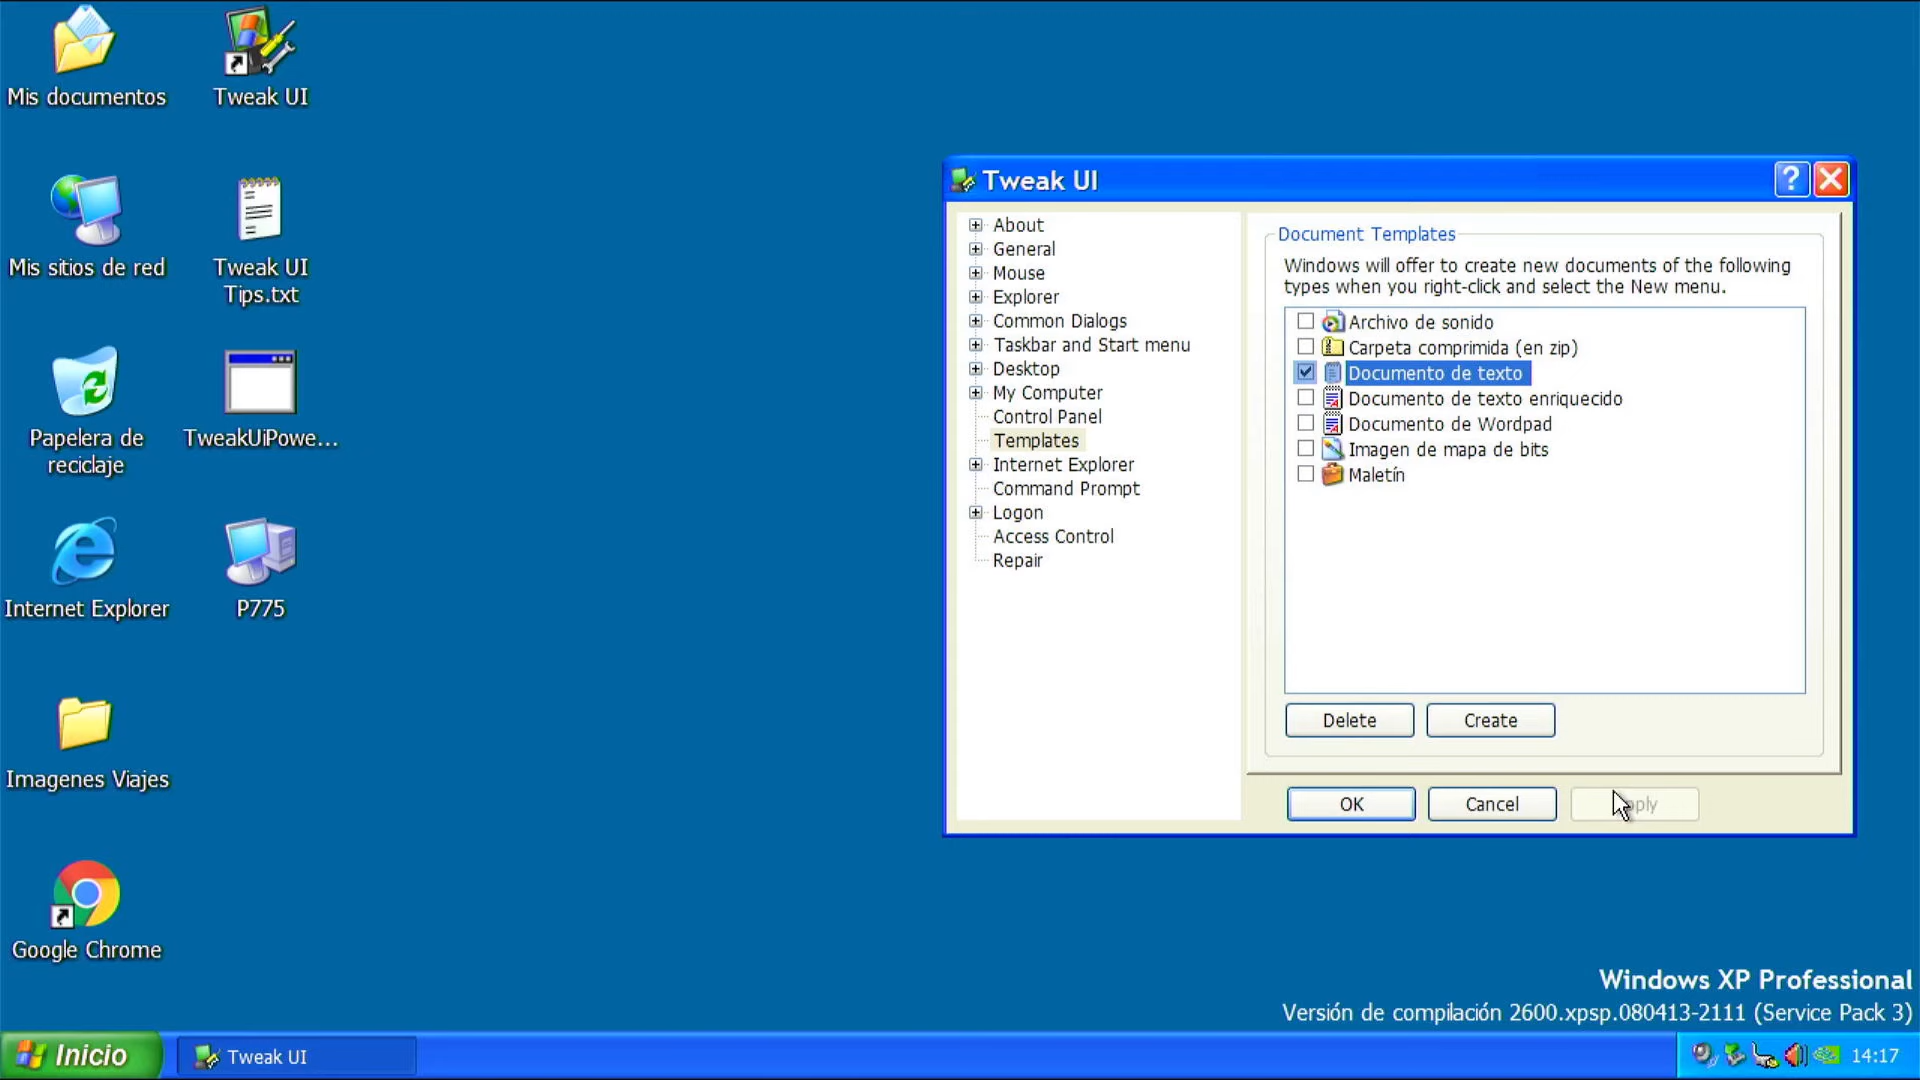 Mis documentos
Tweak UI
Mis sitios de red
Tweak UI
Tips.txt
Papelera de
reciclaje
TweakUiPowe...
Internet Explorer
P775
Imagenes Viajes
Google Chrome
Tweak UI
About
General
Mouse
Explorer
Common Dialogs
Taskbar and Start menu
Desktop
My Computer
Control Panel
Templates
Internet Explorer
Command Prompt
Logon
Access Control
Repair
Document Templates
Windows will offer to create new documents of the following
types when you right-click and select the New menu.
Archivo de sonido
Carpeta comprimida (en zip)
Documento de texto
Documento de texto enriquecido
Documento de Wordpad
Imagen de mapa de bits
Maletín
Delete
Create
OK
Cancel
Windows XP Professional
Versión de compilación 2600.xpsp.080413-2111 (Service Pack 3)
Inicio
Tweak UI
14:17